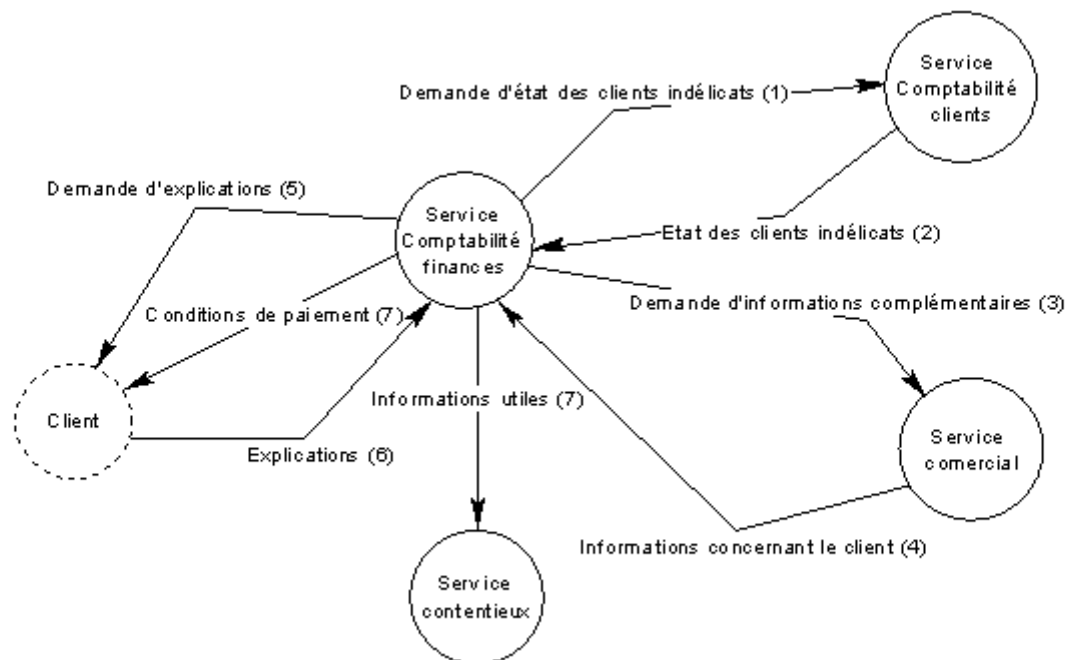 Service
Comptabilité
clients
Demande d'état des clients indélicats (1)
Demande d'explications (5)
Service
Comptabilité
finances
Etat des clients indélicats (2)
Demande d'informations complémentaires (3)
Conditions de paiement (7)
Client
Informations utiles (7)
Service
comercial
Explications (6)
Informations concernant le client (4)
Service
contentieux